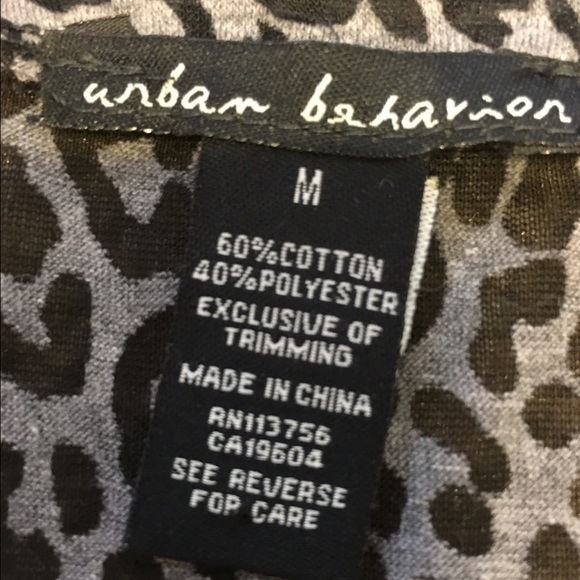 urban behavior
M
60%COTTON
40%POLYESTER
EXCLUSIVE OF
TRIMMING
MADE IN CHINA
RN113756
CA19604
SEE REVERSE
FOR CARE